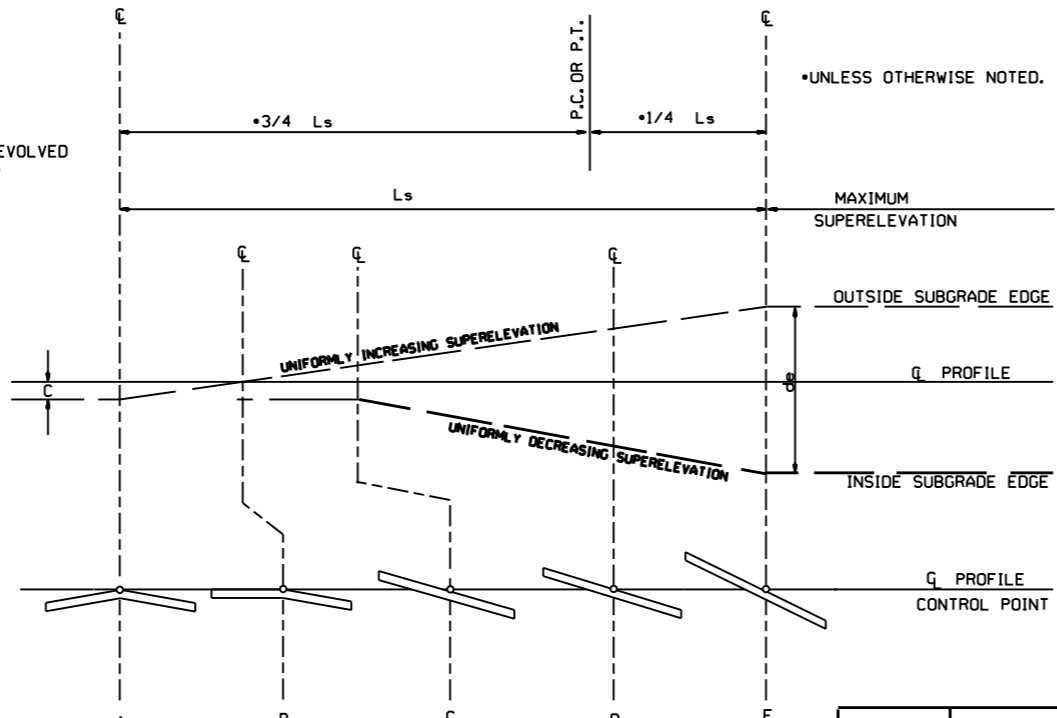 ℄
℄
P.C. OR P.T.
•UNLESS OTHERWISE NOTED.
•3/4 Ls
•1/4 Ls
EVOLVED
Ls
MAXIMUM
SUPERELEVATION
℄
℄
℄
OUTSIDE SUBGRADE EDGE
UNIFORMLY INCREASING SUPERELEVATION
℄ PROFILE
C
de
UNIFORMLY DECREASING SUPERELEVATION
INSIDE SUBGRADE EDGE
℄ PROFILE
CONTROL POINT
B
C
D
E